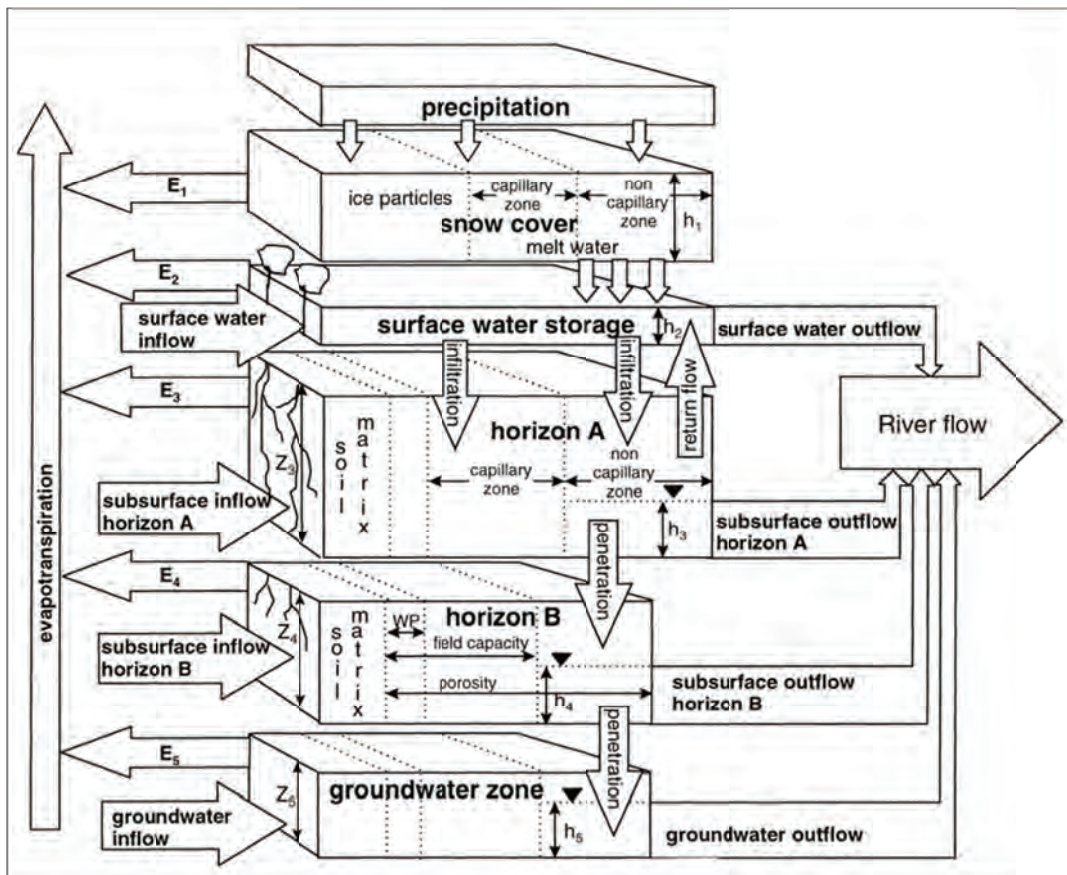 precipitation
E1
ice particles
capillary
zone
non
capillary
zone
h1
snow cover
melt water
E2
surface water
inflow
surface water storage
h2
surface water outflow
E3
infiltration
infiltration
return flow
River flow
Z3
soil
matrix
horizon A
capillary
zone
non
capillary
zone
subsurface inflow
horizon A
h3
subsurface outflow
horizon A
penetration
E4
Z4
soil
matrix
horizon B
WP
field capacity
porosity
subsurface inflow
horizon B
h4
subsurface outflow
horizon B
penetration
E5
Z5
groundwater zone
groundwater
inflow
h5
groundwater outflow
evapotranspiration